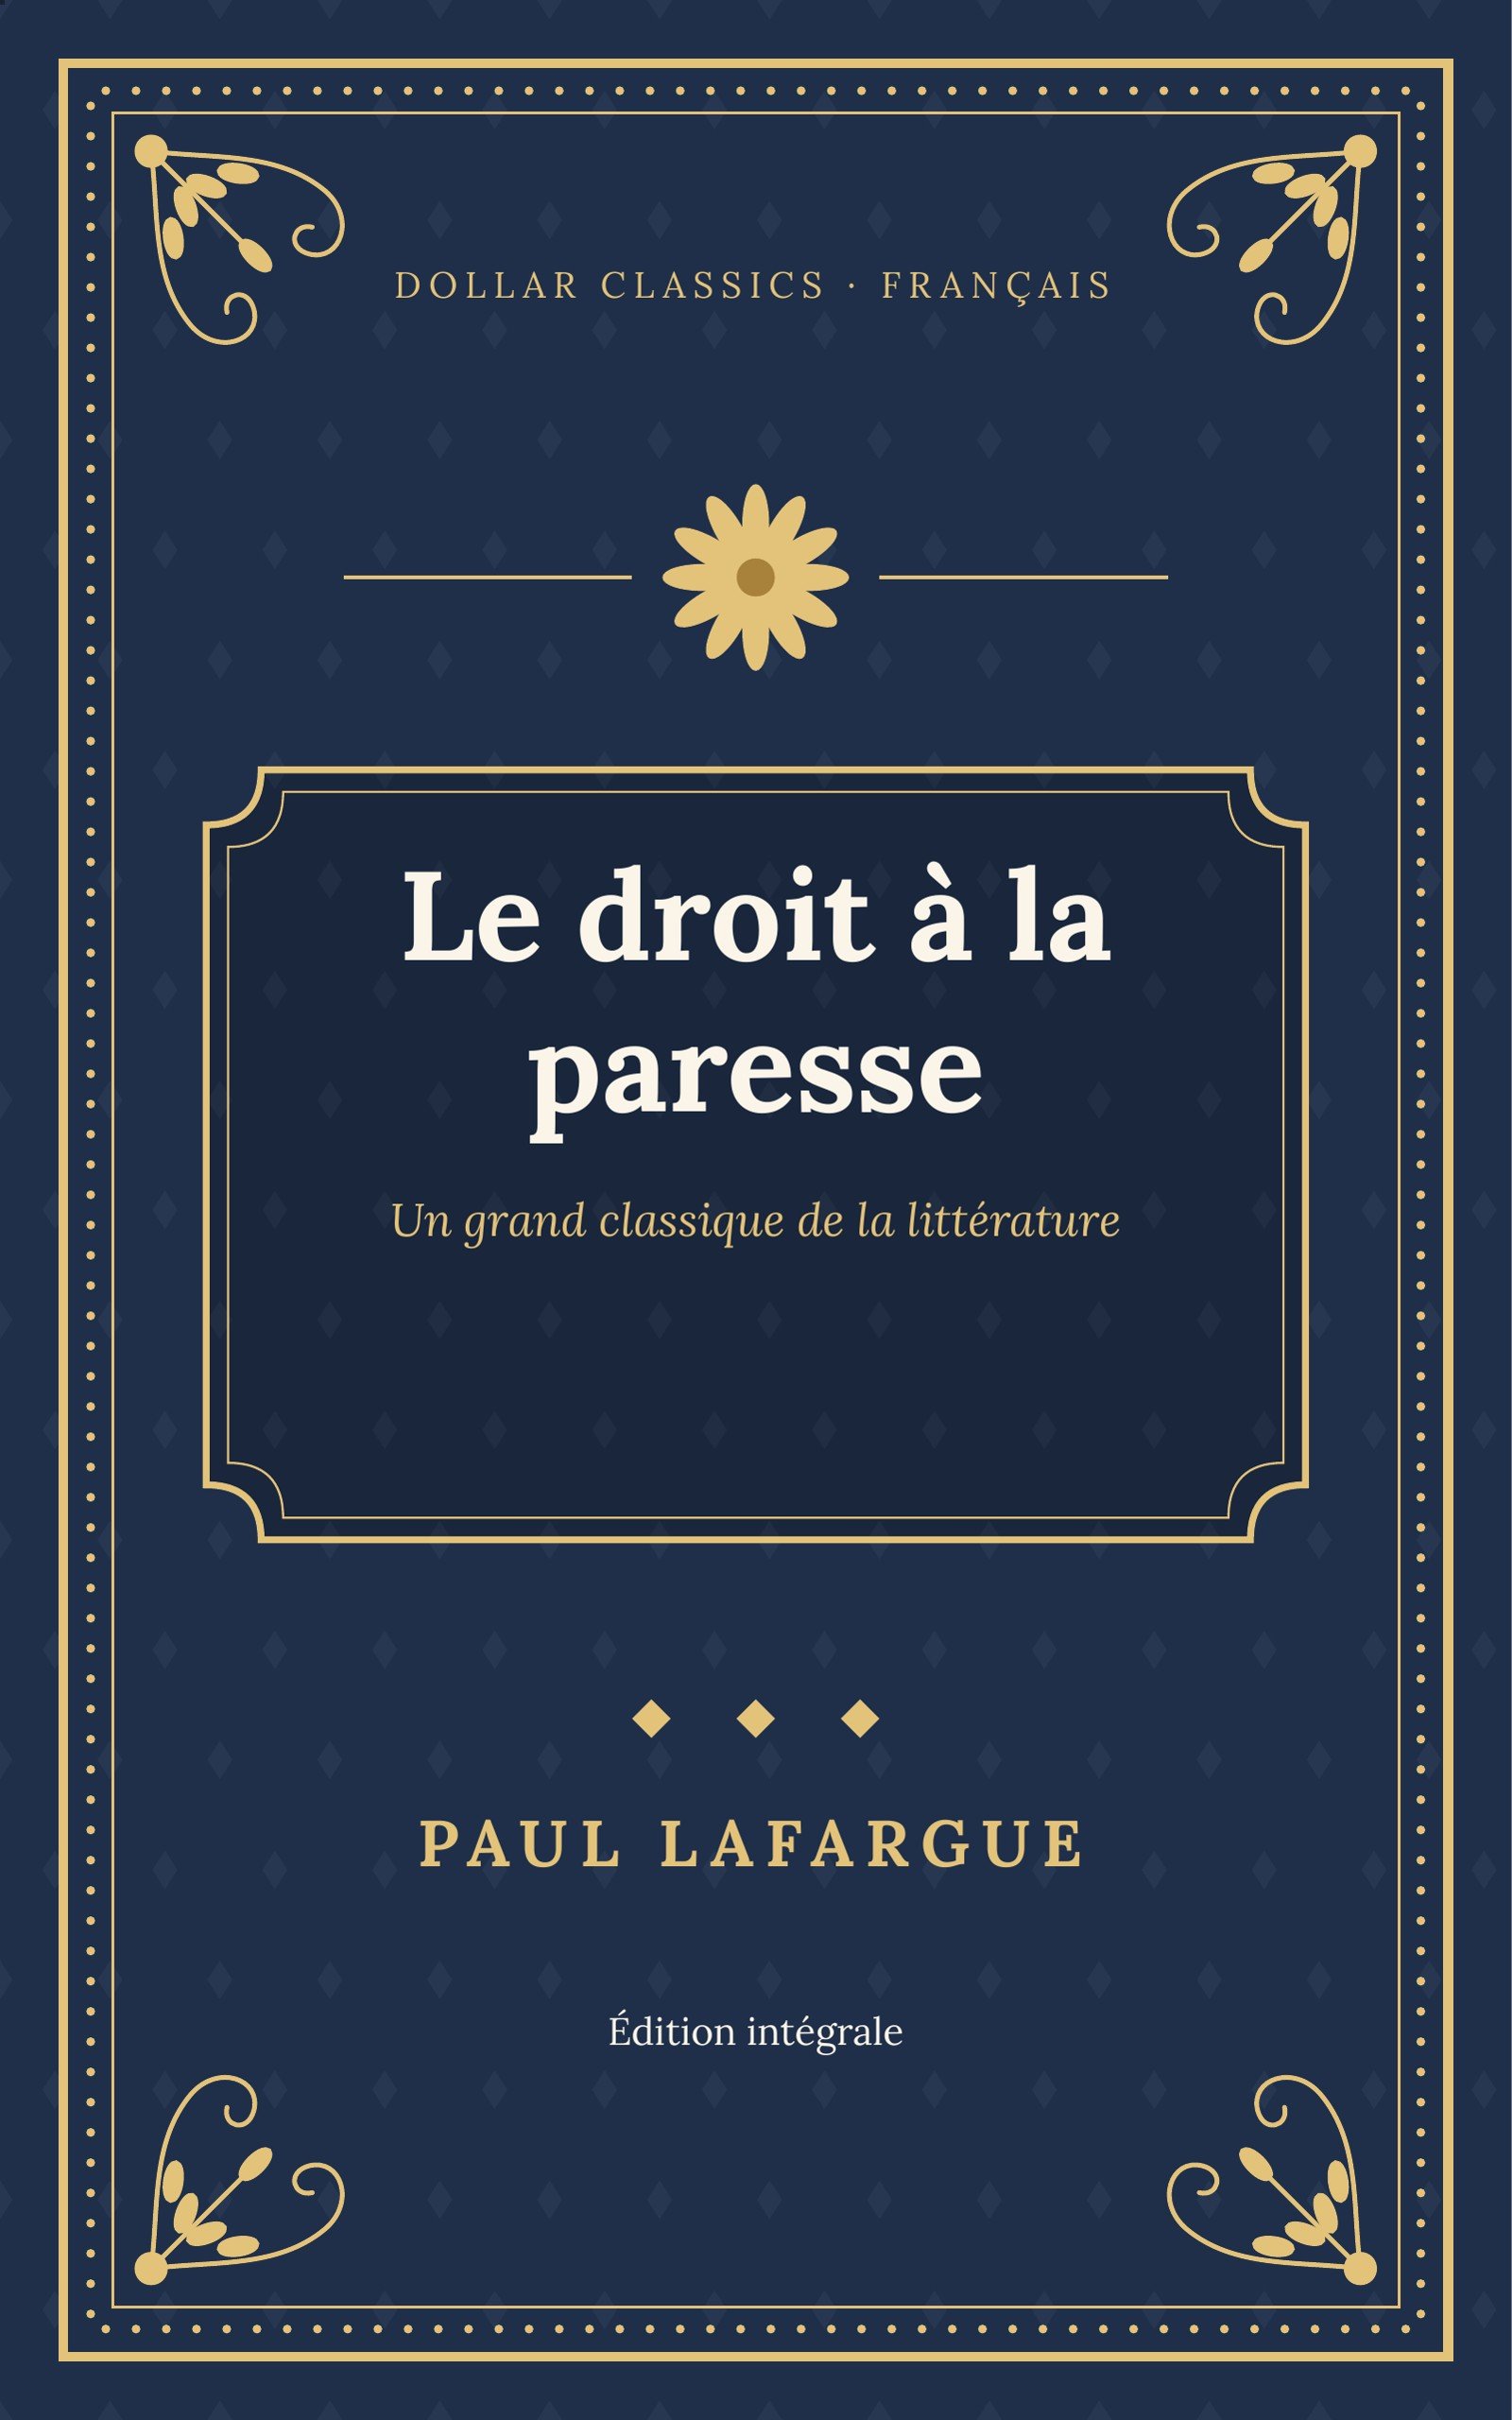 DOLLAR CLASSICS · FRANÇAIS
Le droit à la
paresse
Un grand classique de la littérature
PAUL LAFARGUE
Édition intégrale